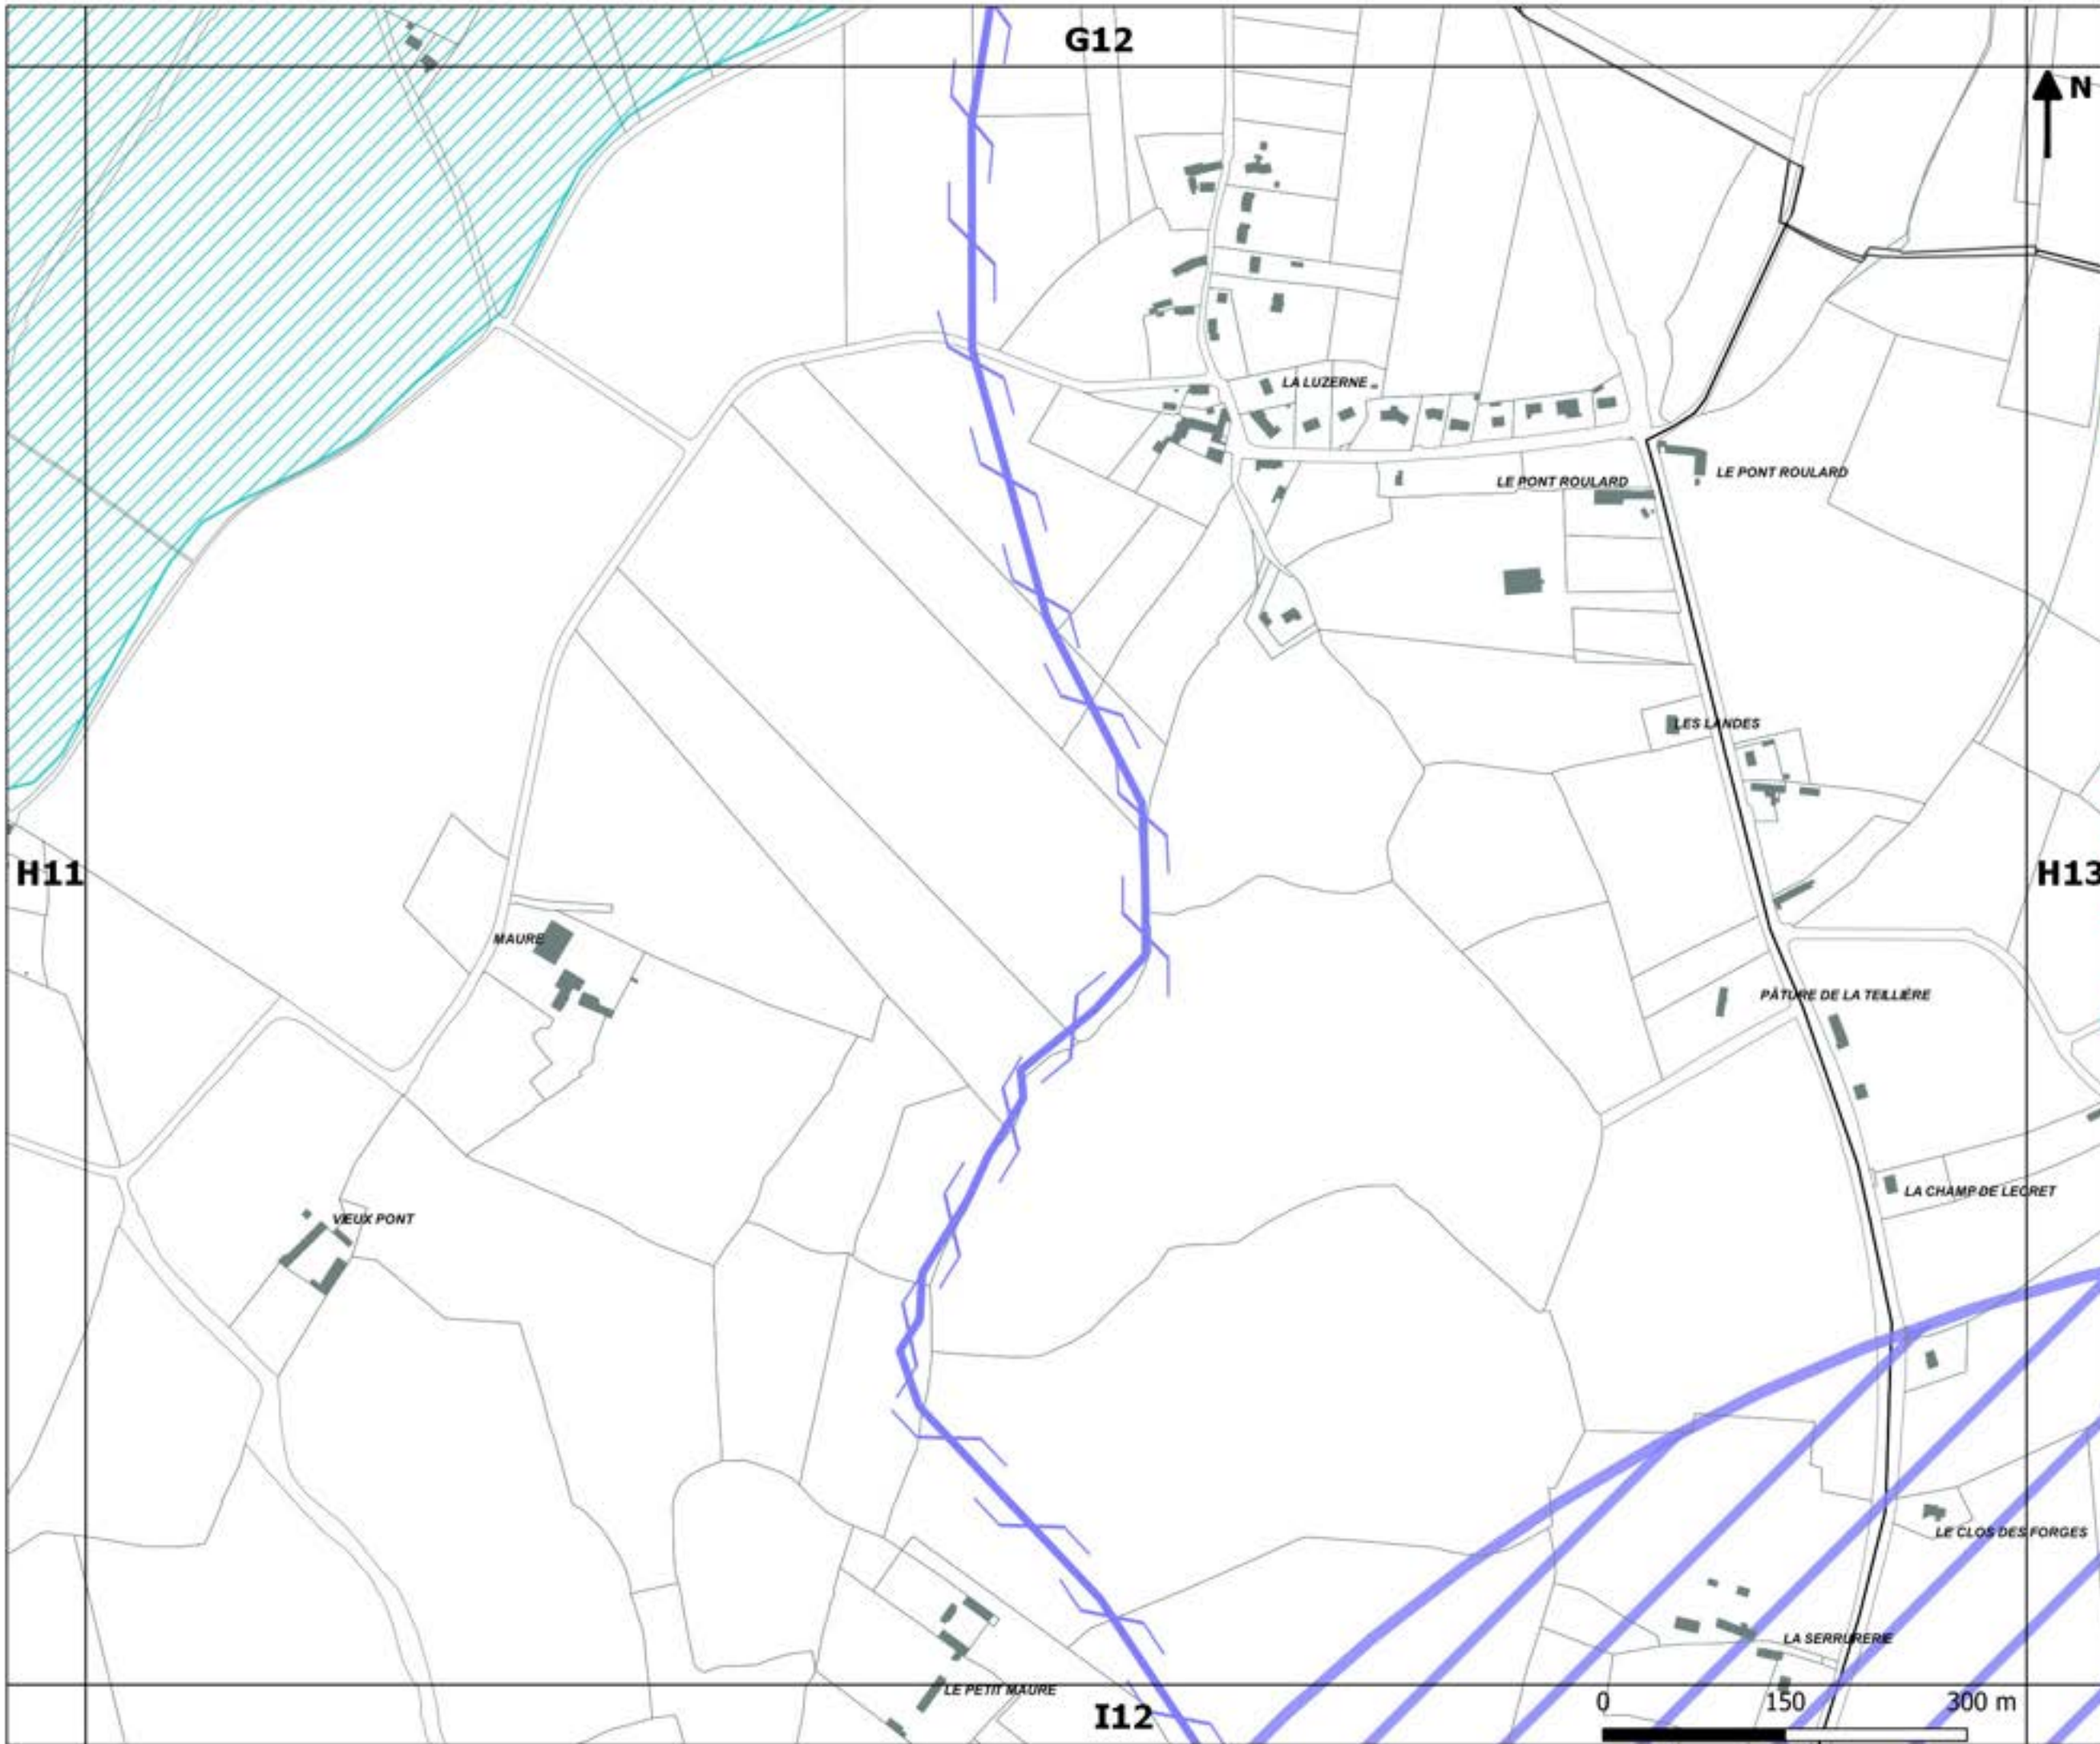 G12
N
LA LUZERNE
LE PONT ROULARD
LE PONT ROULARD
LES LANDES
H11
H13
MAURE
PÂTURE DE LA TEILLIÈRE
LA CHAMP DE LECRET
VIEUX PONT
LE CLOS DES FORGES
LA SERRURERIE
LE PETIT MAURE
0 150 300 m
I12